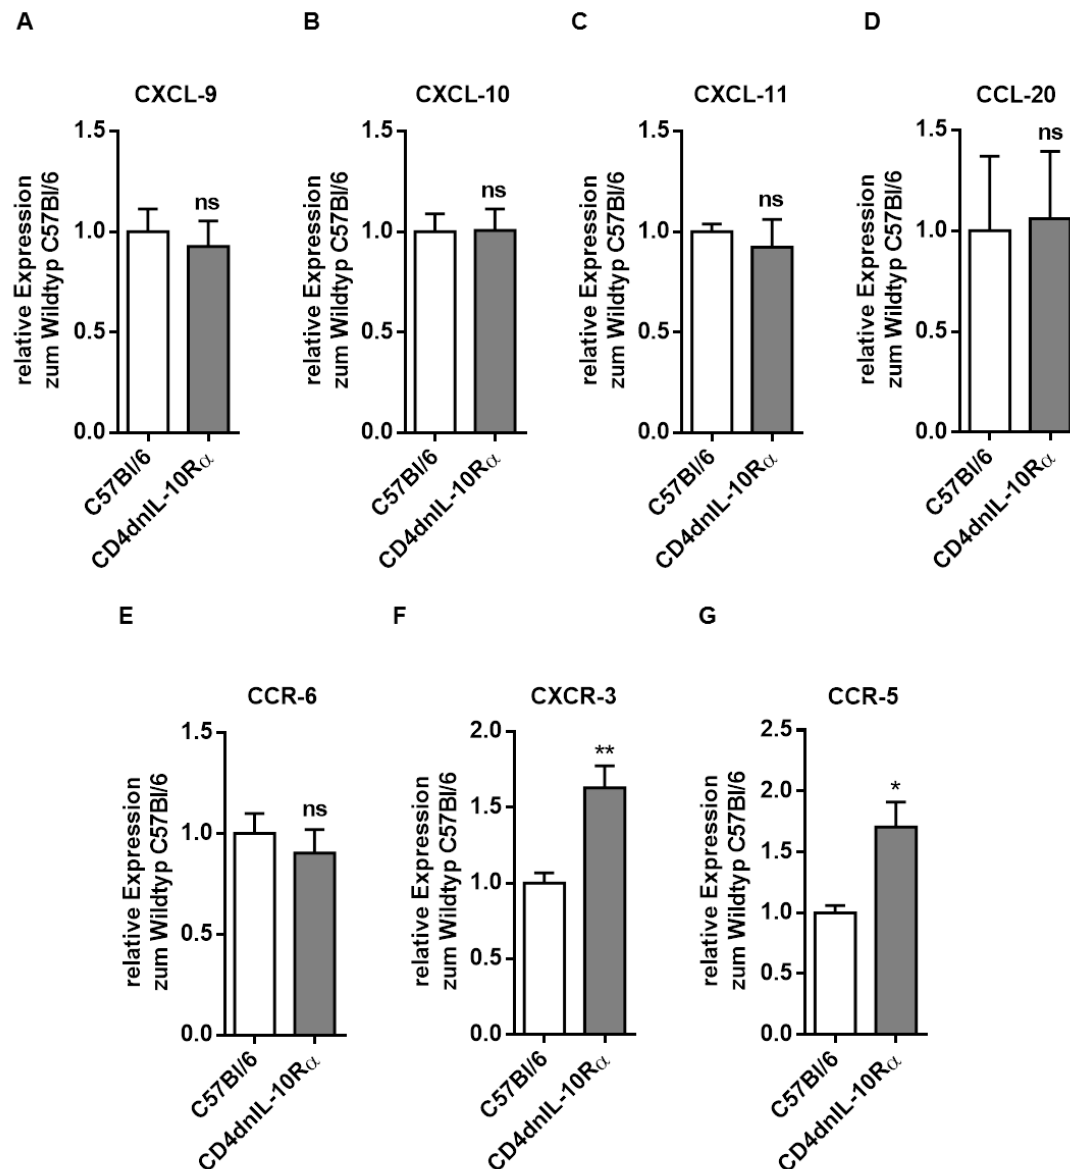 A
B
C
D
CXCL-9
CXCL-10
CXCL-11
CCL-20
relative Expression
zum Wildtyp C57Bl/6
1.5
1.0
0.5
0.0
ns
C57Bl/6
CD4dnIL-10Rα
relative Expression
zum Wildtyp C57Bl/6
1.5
1.0
0.5
0.0
ns
C57Bl/6
CD4dnIL-10Rα
relative Expression
zum Wildtyp C57Bl/6
1.5
1.0
0.5
0.0
ns
C57Bl/6
CD4dnIL-10Rα
relative Expression
zum Wildtyp C57Bl/6
1.5
1.0
0.5
0.0
ns
C57Bl/6
CD4dnIL-10Rα
E
F
G
CCR-6
CXCR-3
CCR-5
relative Expression
zum Wildtyp C57Bl/6
1.5
1.0
0.5
0.0
ns
C57Bl/6
CD4dnIL-10Rα
relative Expression
zum Wildtyp C57Bl/6
2.0
1.5
1.0
0.5
0.0
**
C57Bl/6
CD4dnIL-10Rα
relative Expression
zum Wildtyp C57Bl/6
2.5
2.0
1.5
1.0
0.5
0.0
*
C57Bl/6
CD4dnIL-10Rα